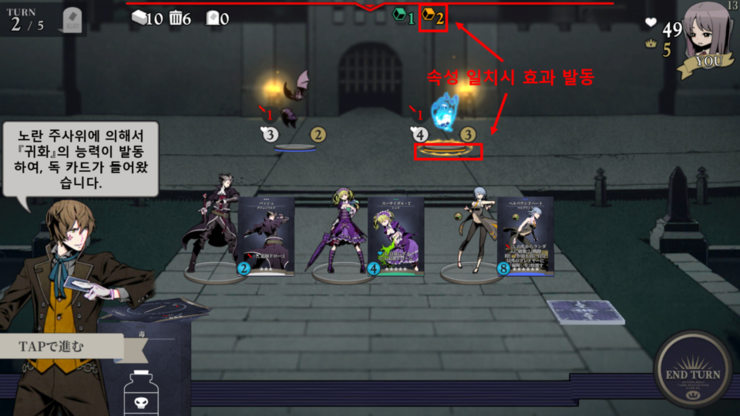 TURN
2 / 5
10 6 0
1 2
13
49
5
YOU
속성 일치시 효과 발동
1
3 2
1
4 3
노란 주사위에 의해서
『귀화』의 능력이 발동
하여, 독 카드가 들어왔
습니다.
2
4
8
毒
TAPで進む
END TURN